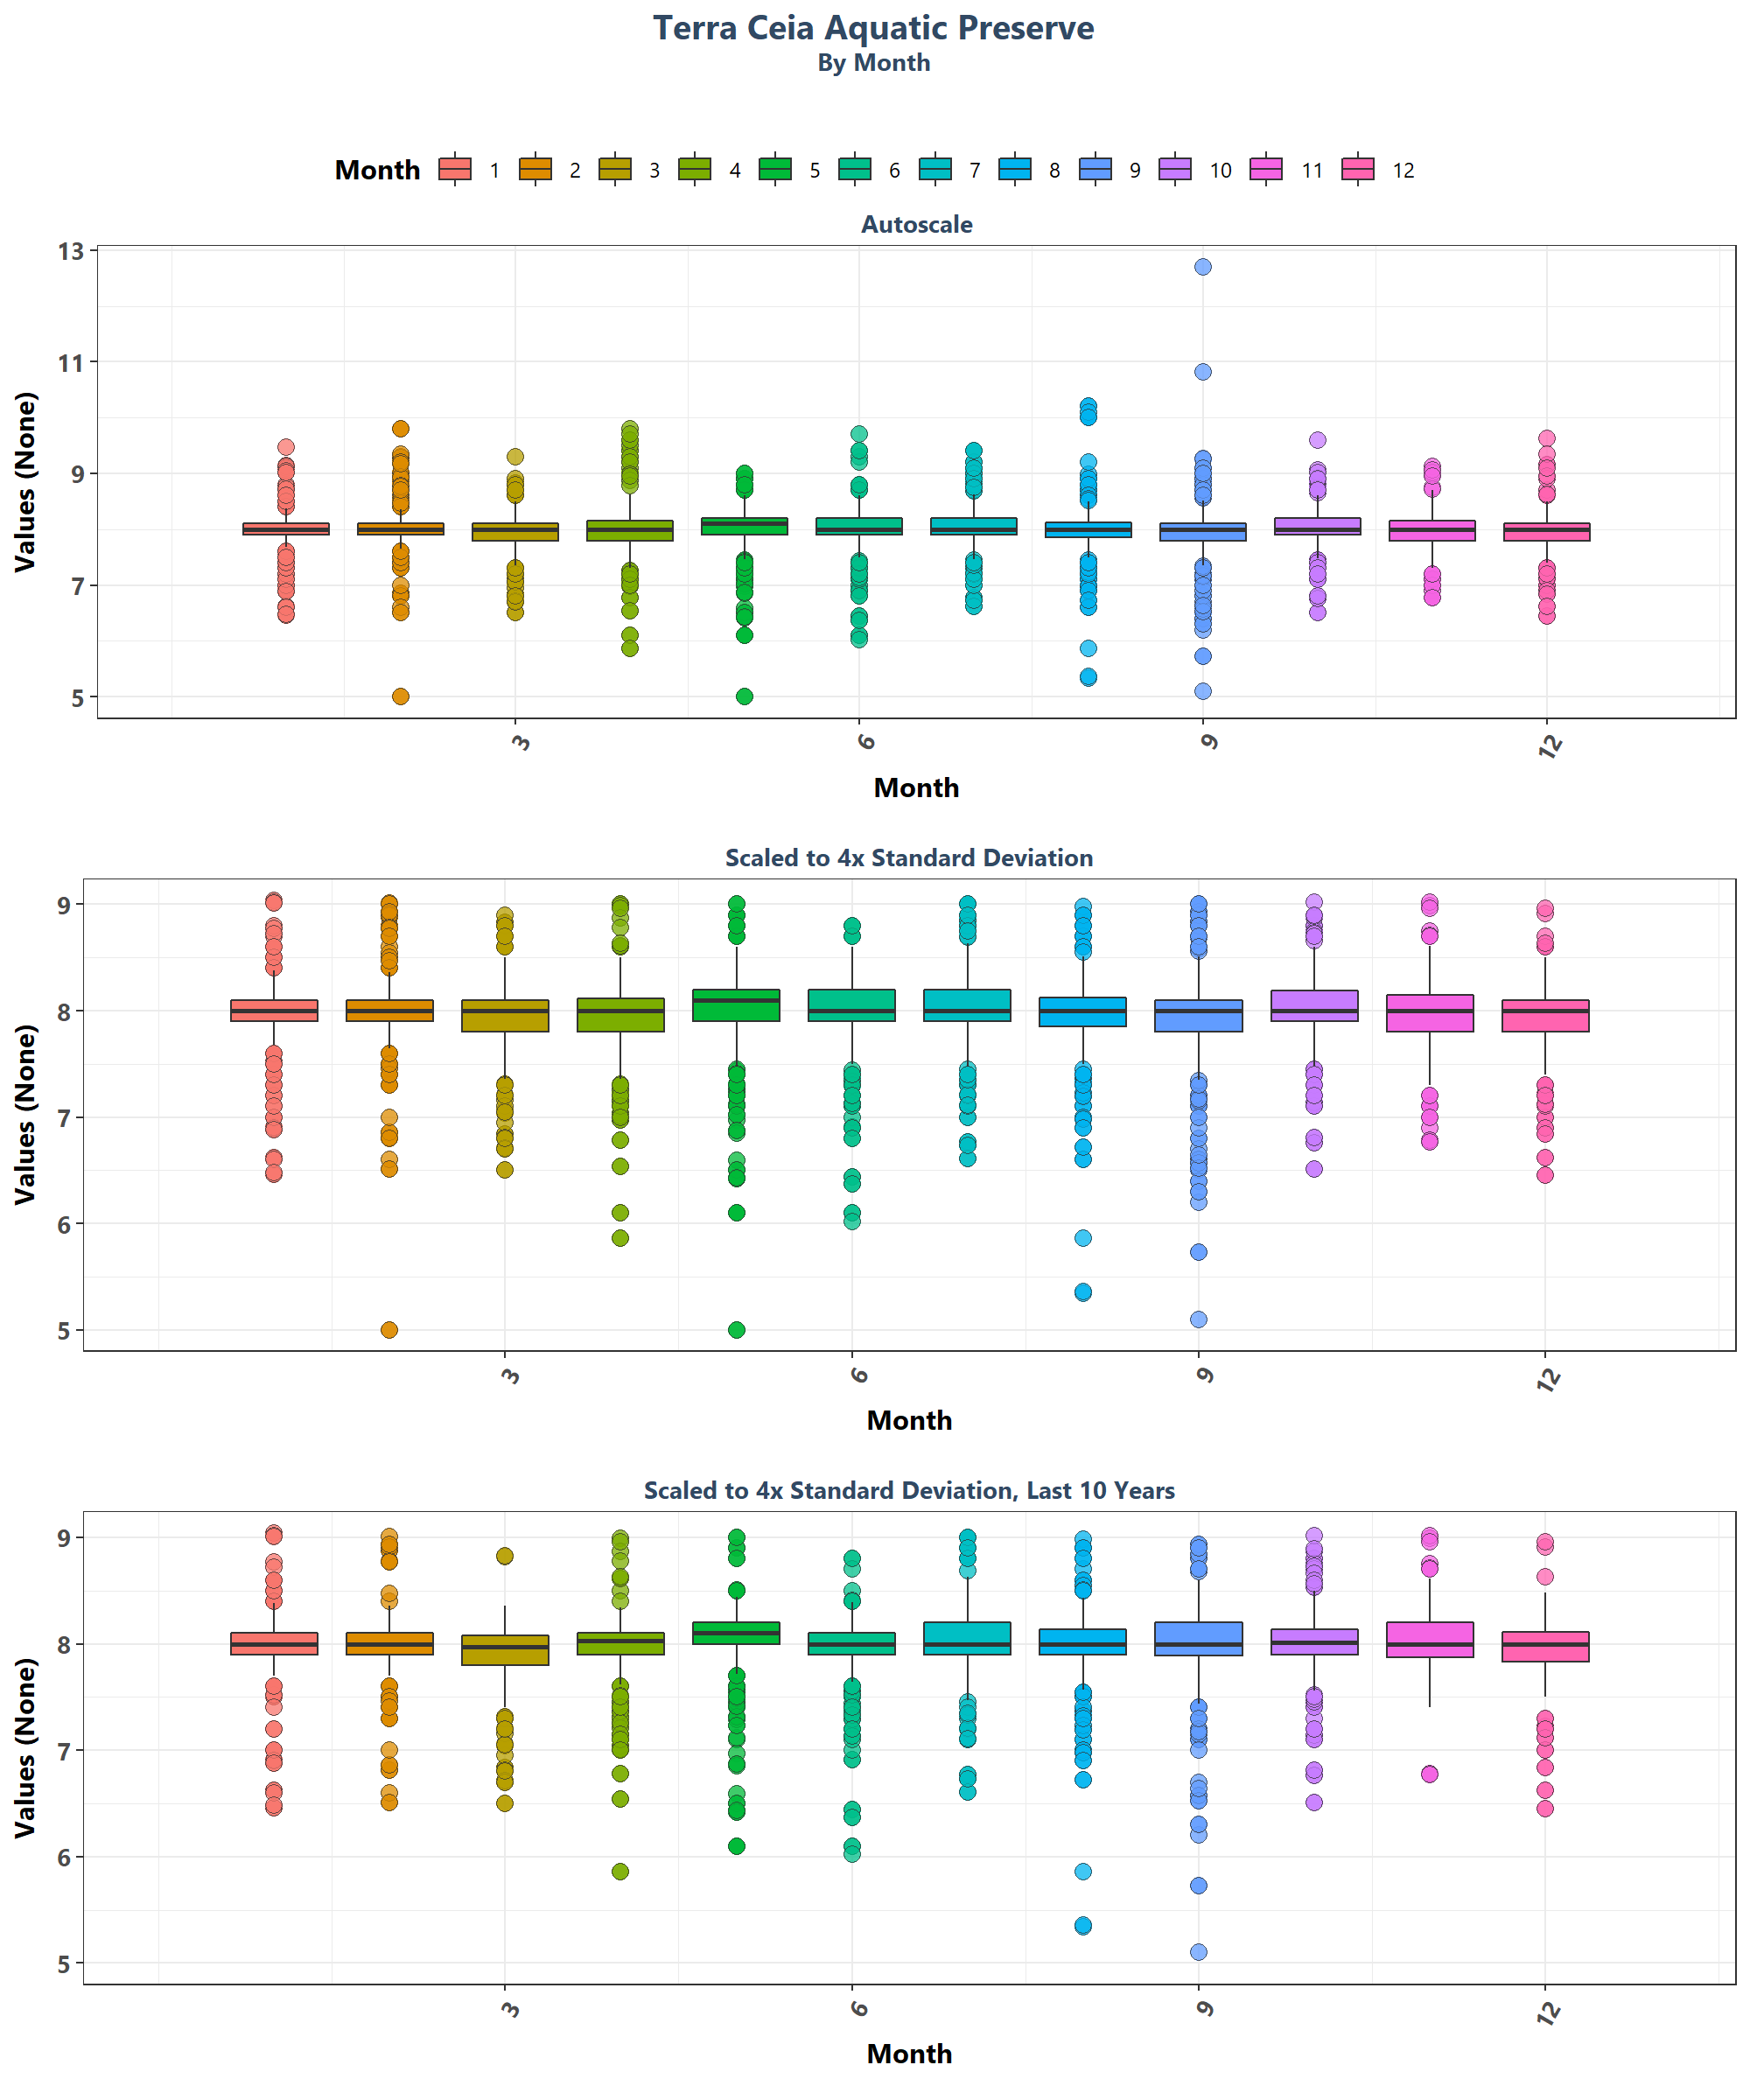 Terra Ceia Aquatic Preserve
By Month
Month 1 2 3 4 5 6 7 8 9 10 11 12
Autoscale
Values (None)
13
11
9
7
5
3 6 9 12
Month
Scaled to 4x Standard Deviation
Values (None)
9
8
7
6
5
3 6 9 12
Month
Scaled to 4x Standard Deviation, Last 10 Years
Values (None)
9
8
7
6
5
3 6 9 12
Month